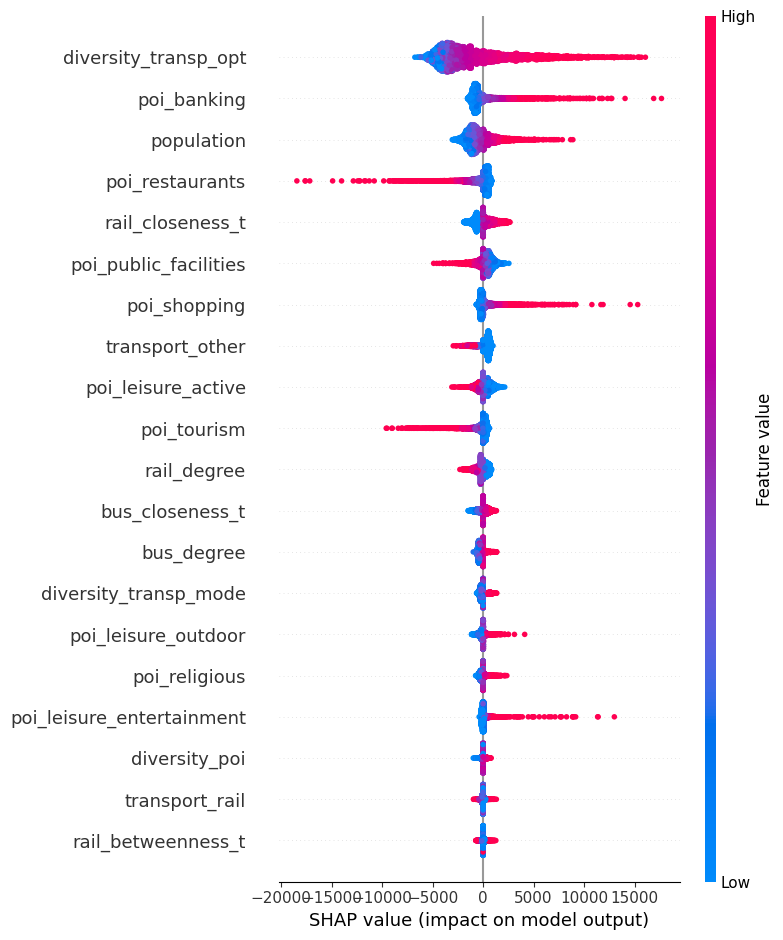 High
diversity_transp_opt
poi_banking
population
poi_restaurants
rail_closeness_t
poi_public_facilities
poi_shopping
transport_other
poi_leisure_active
poi_tourism
rail_degree
bus_closeness_t
bus_degree
diversity_transp_mode
poi_leisure_outdoor
poi_religious
poi_leisure_entertainment
diversity_poi
transport_rail
rail_betweenness_t
Feature value
Low
−20000 −15000 −10000 −5000 0 5000 10000 15000
SHAP value (impact on model output)